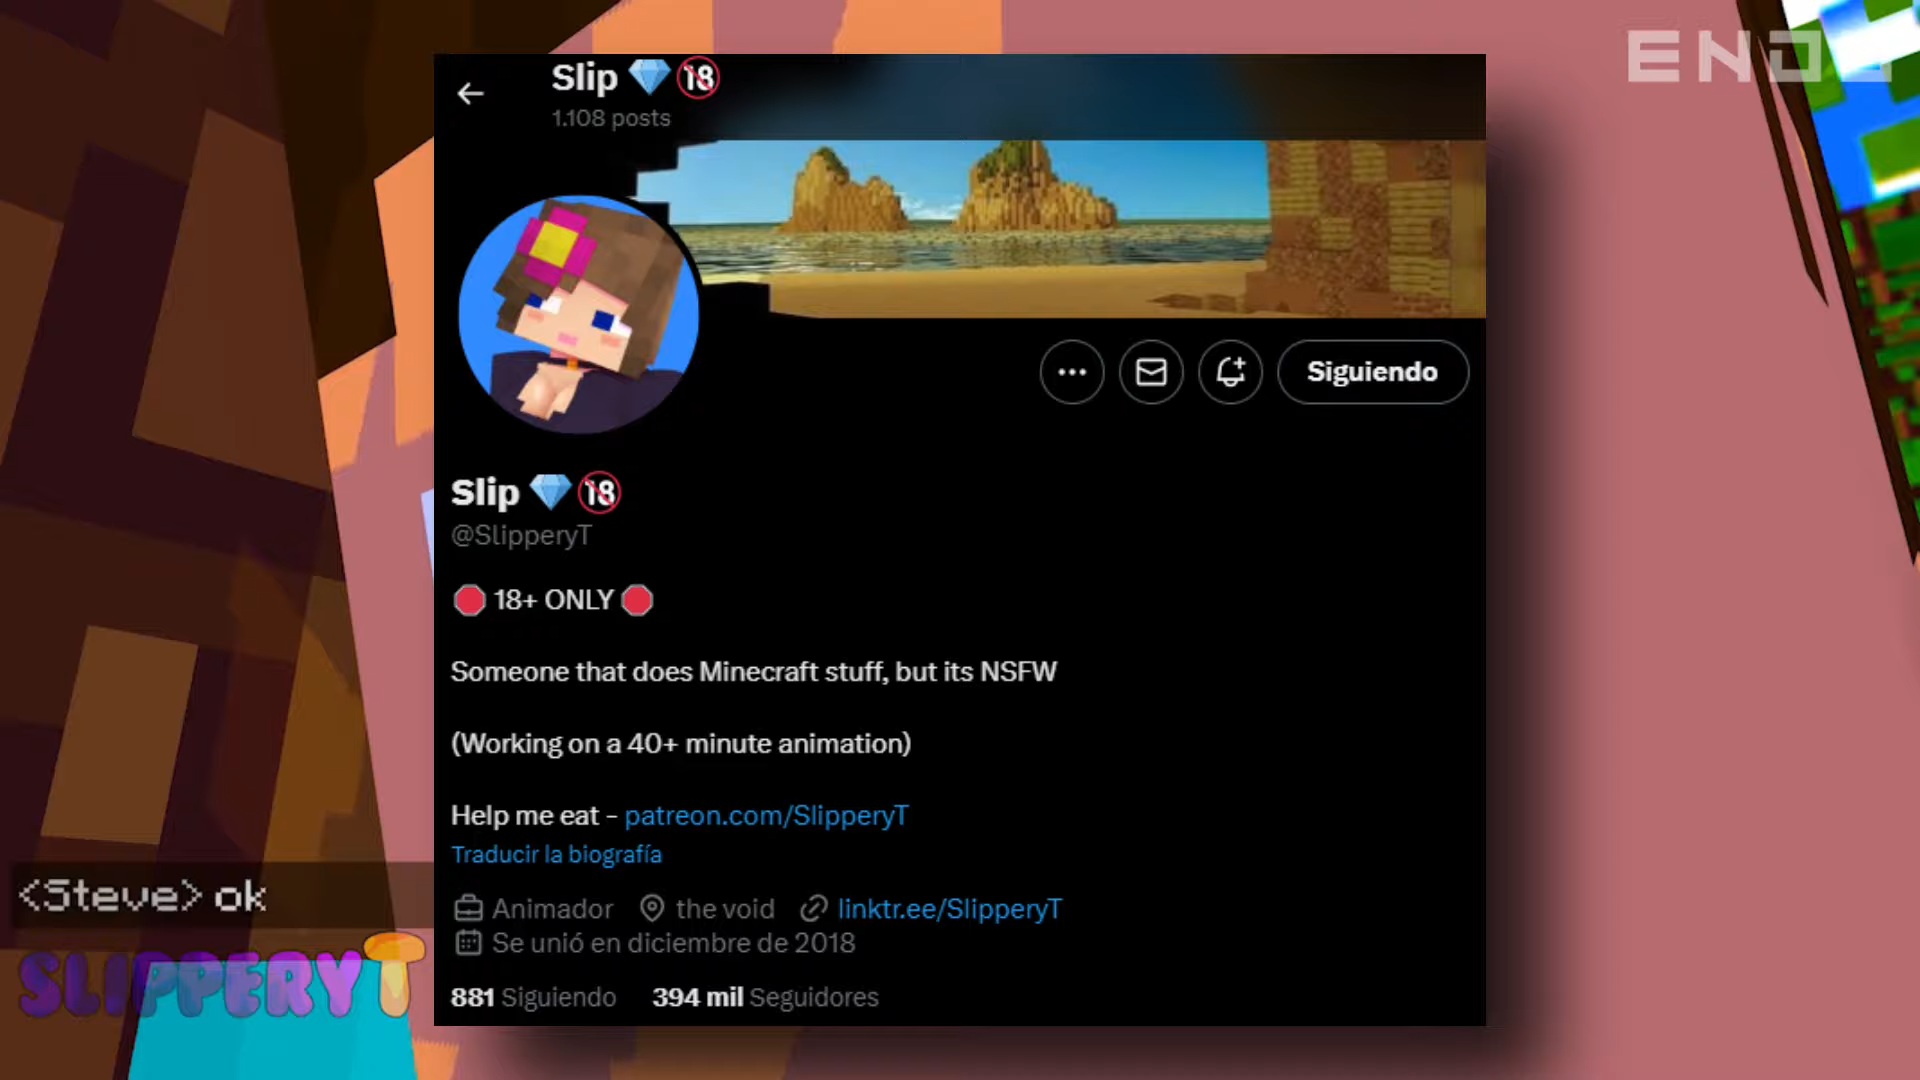 Slip 💎🔞
1.108 posts
Siguiendo
Slip 💎🔞
@SlipperyT
🛑 18+ ONLY 🛑
Someone that does Minecraft stuff, but its NSFW
(Working on a 40+ minute animation)
Help me eat - patreon.com/SlipperyT
Traducir la biografía
Animador the void linktr.ee/SlipperyT
Se unió en diciembre de 2018
881 Siguiendo 394 mil Seguidores
<Steve> ok
SLIPPERYT